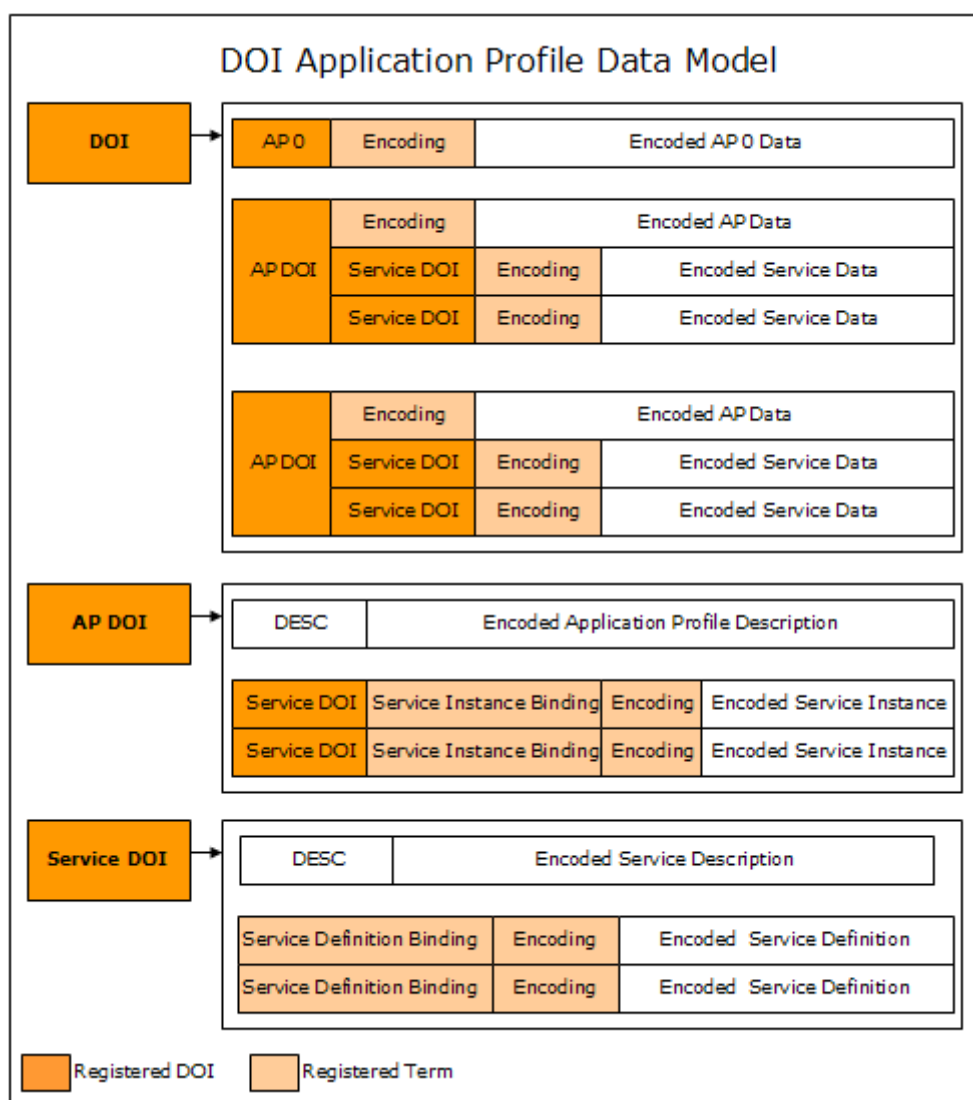 DOI Application Profile Data Model
DOI
AP 0 Encoding Encoded AP 0 Data
AP DOI
Encoding Encoded AP Data
Service DOI Encoding Encoded Service Data
Service DOI Encoding Encoded Service Data
AP DOI
Encoding Encoded AP Data
Service DOI Encoding Encoded Service Data
Service DOI Encoding Encoded Service Data
AP DOI
DESC Encoded Application Profile Description
Service DOI Service Instance Binding Encoding Encoded Service Instance
Service DOI Service Instance Binding Encoding Encoded Service Instance
Service DOI
DESC Encoded Service Description
Service Definition Binding Encoding Encoded Service Definition
Service Definition Binding Encoding Encoded Service Definition
Registered DOI Registered Term